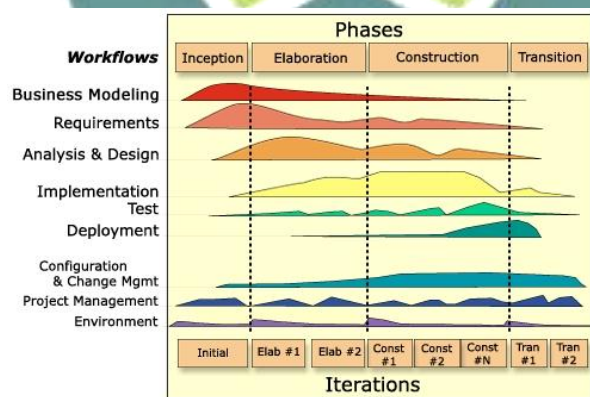 Phases
Workflows
Inception Elaboration Construction Transition
Business Modeling
Requirements
Analysis & Design
Implementation
Test
Deployment
Configuration
& Change Mgmt
Project Management
Environment
Initial Elab #1 Elab #2 Const #1 Const #2 Const #N Tran #1 Tran #2
Iterations